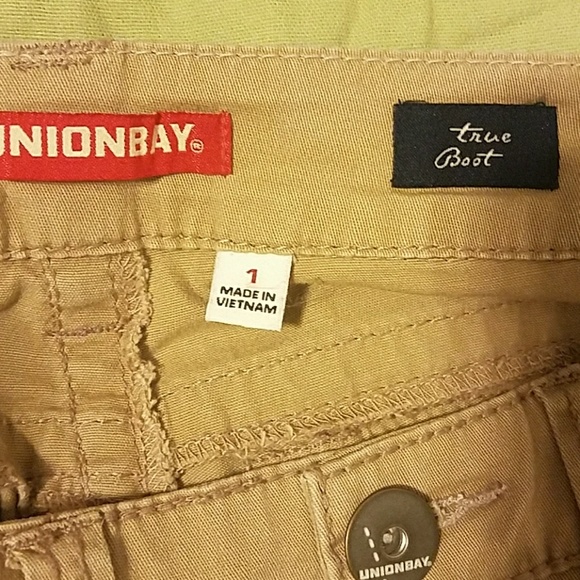 UNIONBAY®
true
Boot
1
MADE IN
VIETNAM
UNIONBAY